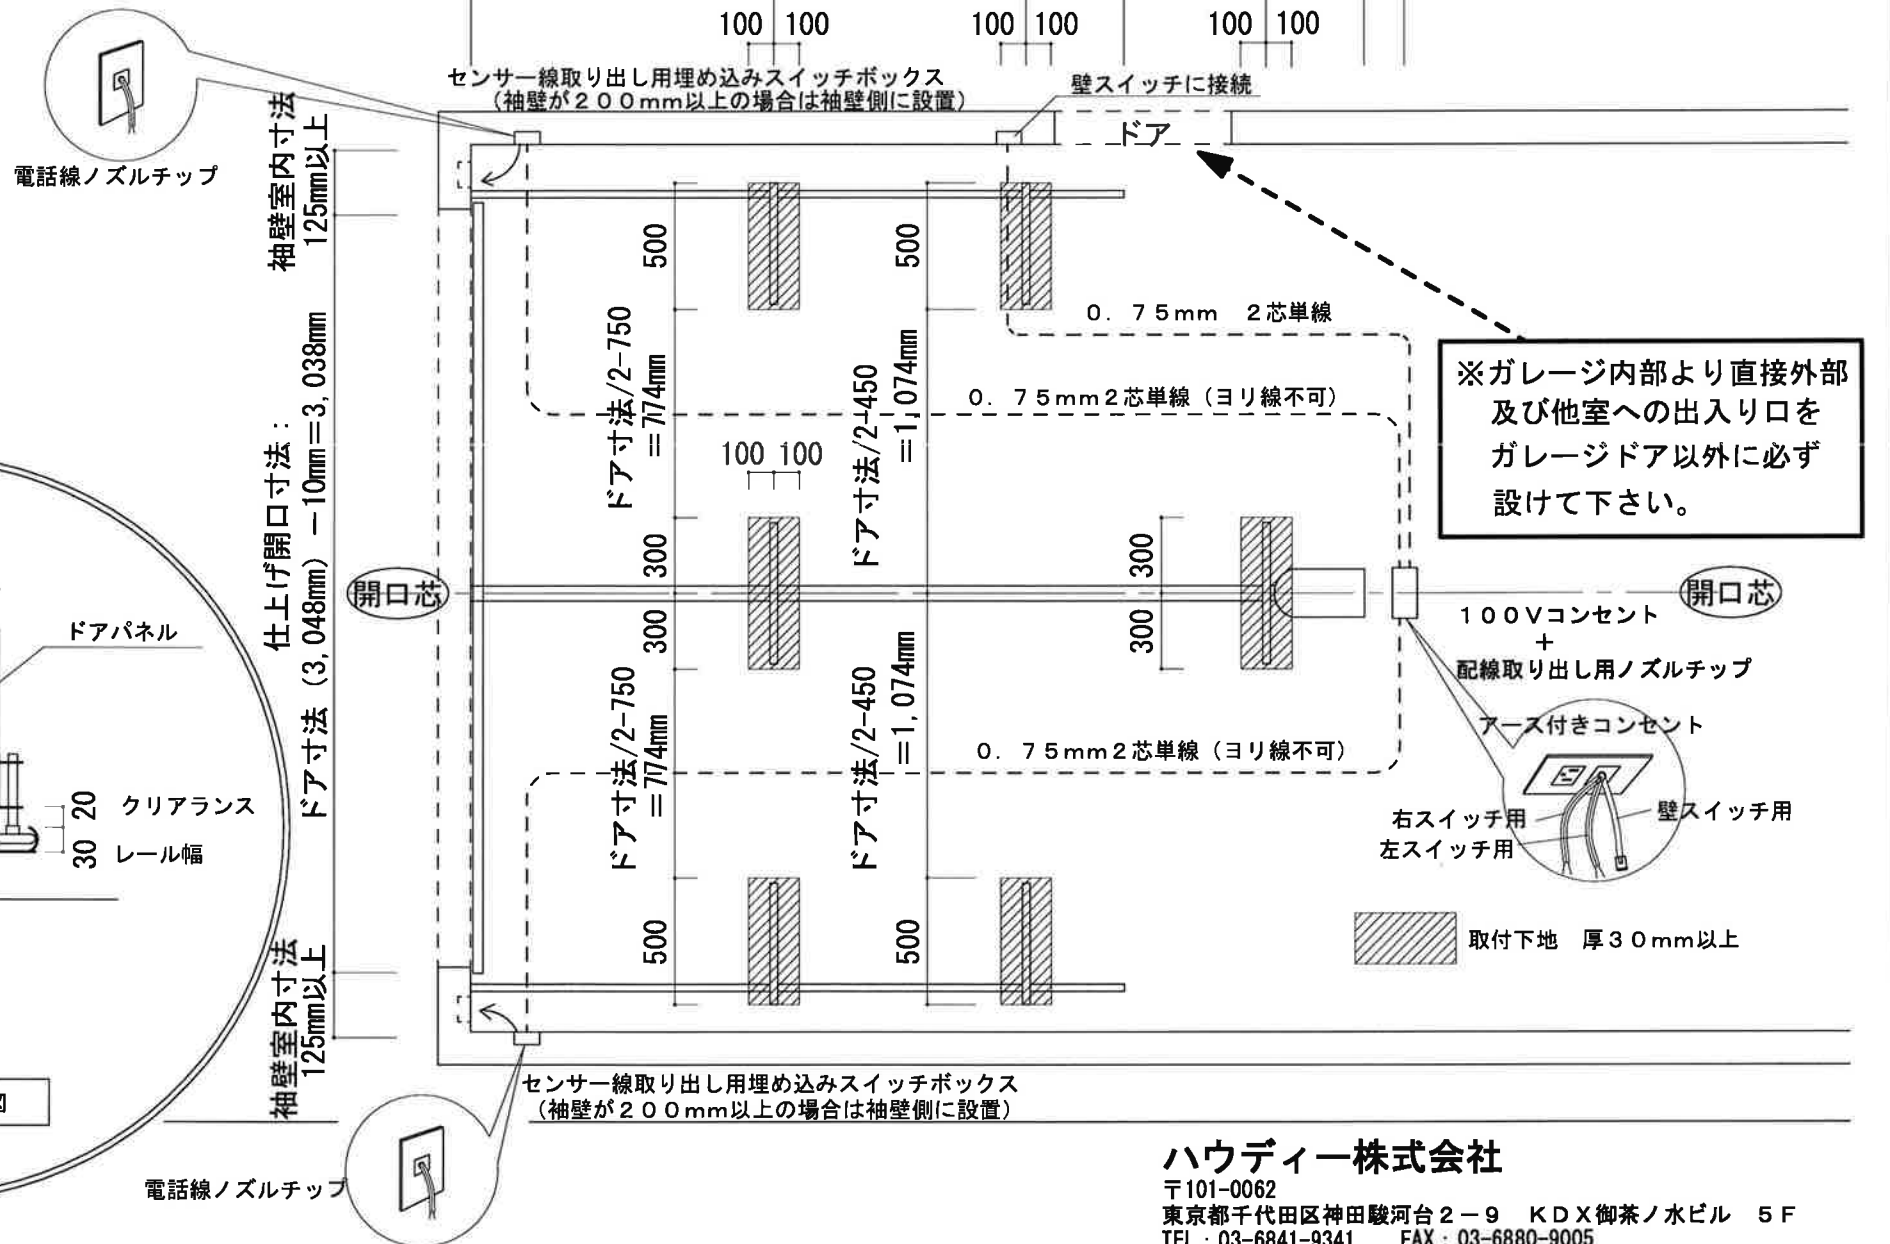 100 100
100 100
100 100
センサー線取り出し用埋め込みスイッチボックス
(袖壁が200mm以上の場合は袖壁側に設置)
壁スイッチに接続
ドア
電話線ノズルチップ
袖壁室内寸法
125mm以上
500
500
0.75mm 2芯単線
※ガレージ内部より直接外部
及び他室への出入り口を
ガレージドア以外に必ず
設けて下さい。
ドア寸法/2-750
=774mm
ドア寸法/2-450
=1,074mm
0.75mm2芯単線(ヨリ線不可)
100 100
仕上げ開口寸法:
ドア寸法(3,048mm)-10mm=3,038mm
開口芯
300
300
300
300
開口芯
100Vコンセント
+
配線取り出し用ノズルチップ
アース付きコンセント
右スイッチ用
左スイッチ用
壁スイッチ用
ドアパネル
20 クリアランス
30 レール幅
ドア寸法/2-750
=774mm
ドア寸法/2-450
=1,074mm
0.75mm2芯単線(ヨリ線不可)
500
500
取付下地 厚30mm以上
袖壁室内寸法
125mm以上
センサー線取り出し用埋め込みスイッチボックス
(袖壁が200mm以上の場合は袖壁側に設置)
電話線ノズルチップ
ハウディー株式会社
〒101-0062
東京都千代田区神田駿河台2-9 KDX御茶ノ水ビル 5F
TEL:03-6841-9341 FAX:03-6880-9005